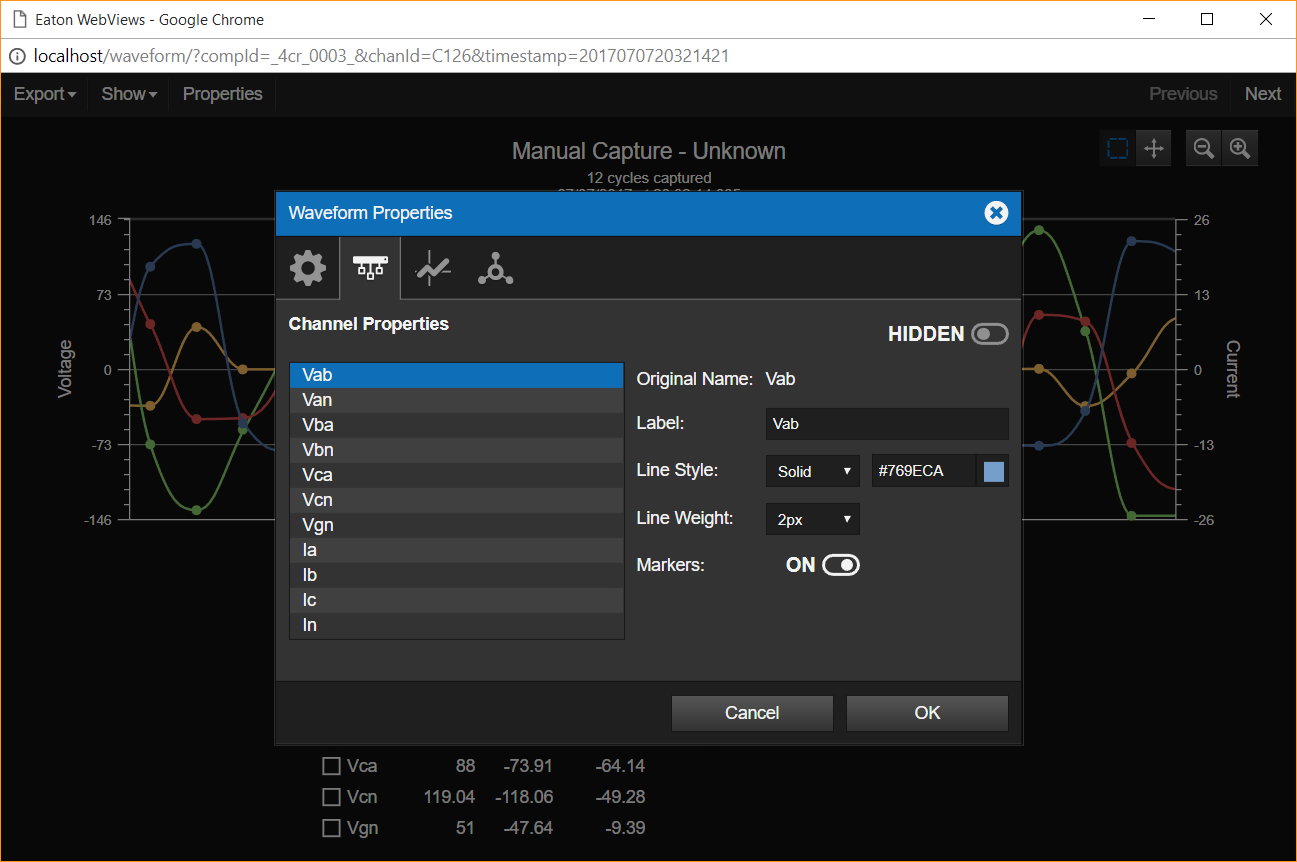 Eaton WebViews - Google Chrome
localhost/waveform/?compId=_4cr_0003_&chanId=C126&timestamp=2017070720321421
Export Show Properties Previous Next
Manual Capture - Unknown
12 cycles captured
Waveform Properties
146 26
73 13
0 0
-73 -13
-146 -26
Voltage
Current
Channel Properties
HIDDEN
Vab
Van
Vba
Vbn
Vca
Vcn
Vgn
Ia
Ib
Ic
In
Original Name: Vab
Label: Vab
Line Style: Solid #769ECA
Line Weight: 2px
Markers: ON
Cancel OK
Vca 88 -73.91 -64.14
Vcn 119.04 -118.06 -49.28
Vgn 51 -47.64 -9.39